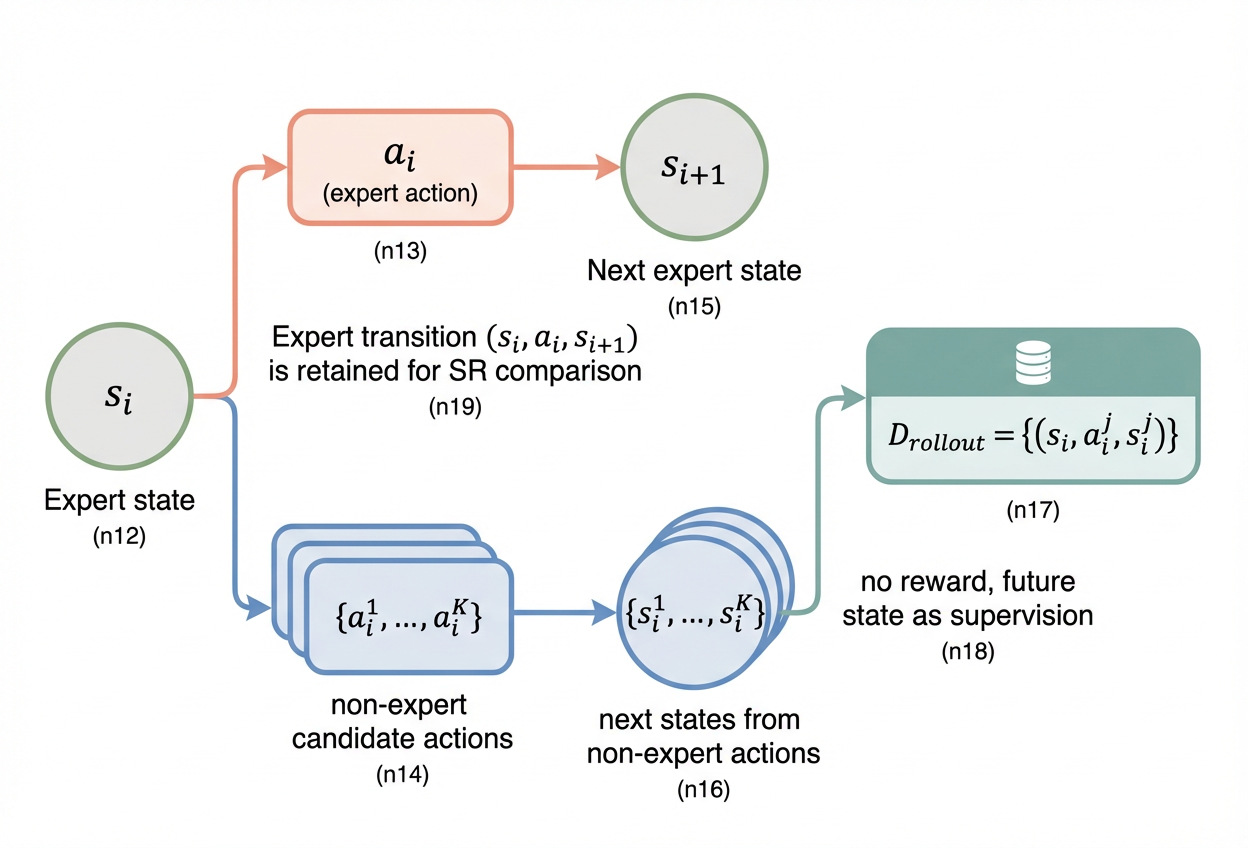 a_i
(expert action)
(n13)
s_{i+1}
Next expert state
(n15)
Expert transition (s_i, a_i, s_{i+1})
is retained for SR comparison
(n19)
s_i
Expert state
(n12)
{a_i^1, ..., a_i^K}
non-expert
candidate actions
(n14)
{s_i^1, ..., s_i^K}
next states from
non-expert actions
(n16)
D_{rollout} = {(s_i, a_i^j, s_i^j)}
(n17)
no reward, future
state as supervision
(n18)